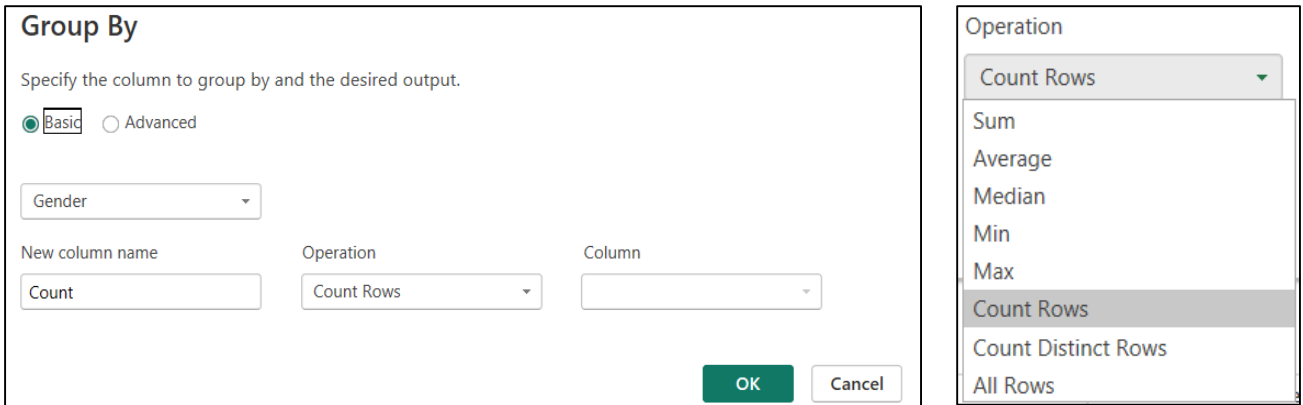 Group By
Specify the column to group by and the desired output.
Basic Advanced
Gender
New column name Operation Column
Count Count Rows
OK Cancel
Operation
Count Rows
Sum
Average
Median
Min
Max
Count Rows
Count Distinct Rows
All Rows